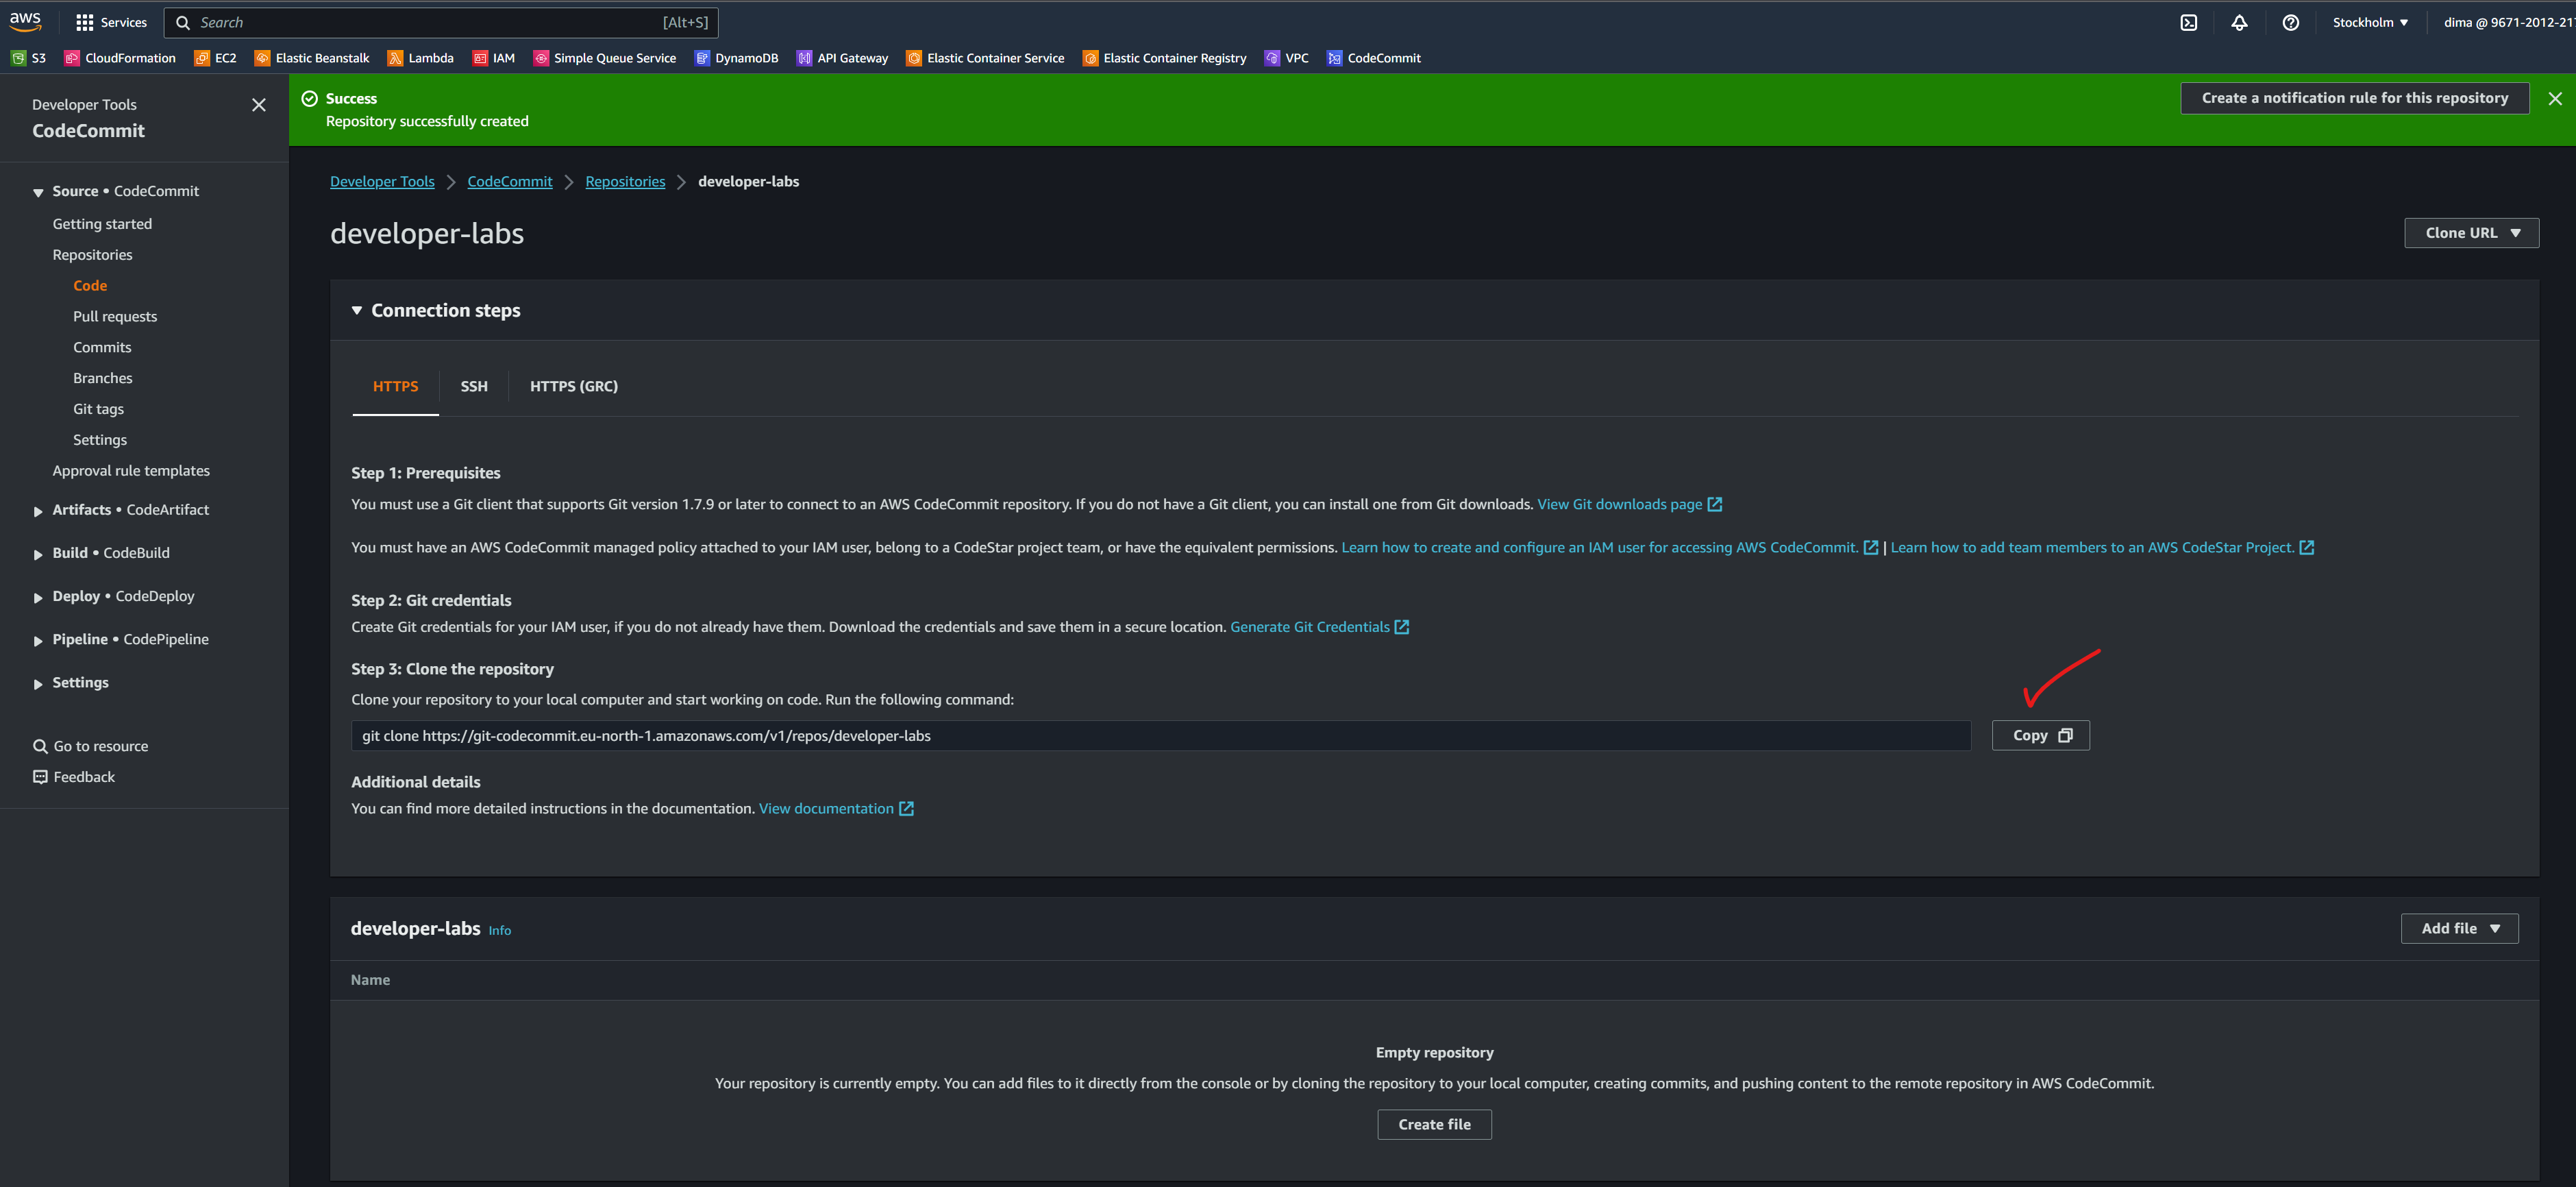 aws Services Search [Alt+S] Stockholm ▼ dima @ 9671-2012-21
S3 CloudFormation EC2 Elastic Beanstalk Lambda IAM Simple Queue Service DynamoDB API Gateway Elastic Container Service Elastic Container Registry VPC CodeCommit
Developer Tools
CodeCommit
Source • CodeCommit
Getting started
Repositories
Code
Pull requests
Commits
Branches
Git tags
Settings
Approval rule templates
Artifacts • CodeArtifact
Build • CodeBuild
Deploy • CodeDeploy
Pipeline • CodePipeline
Settings
Go to resource
Feedback
Success
Repository successfully created
Create a notification rule for this repository
Developer Tools > CodeCommit > Repositories > developer-labs
developer-labs
Clone URL ▼
Connection steps
HTTPS SSH HTTPS (GRC)
Step 1: Prerequisites
You must use a Git client that supports Git version 1.7.9 or later to connect to an AWS CodeCommit repository. If you do not have a Git client, you can install one from Git downloads. View Git downloads page
You must have an AWS CodeCommit managed policy attached to your IAM user, belong to a CodeStar project team, or have the equivalent permissions. Learn how to create and configure an IAM user for accessing AWS CodeCommit. | Learn how to add team members to an AWS CodeStar Project.
Step 2: Git credentials
Create Git credentials for your IAM user, if you do not already have them. Download the credentials and save them in a secure location. Generate Git Credentials
Step 3: Clone the repository
Clone your repository to your local computer and start working on code. Run the following command:
git clone https://git-codecommit.eu-north-1.amazonaws.com/v1/repos/developer-labs
Copy
Additional details
You can find more detailed instructions in the documentation. View documentation
developer-labs Info
Add file ▼
Name
Empty repository
Your repository is currently empty. You can add files to it directly from the console or by cloning the repository to your local computer, creating commits, and pushing content to the remote repository in AWS CodeCommit.
Create file